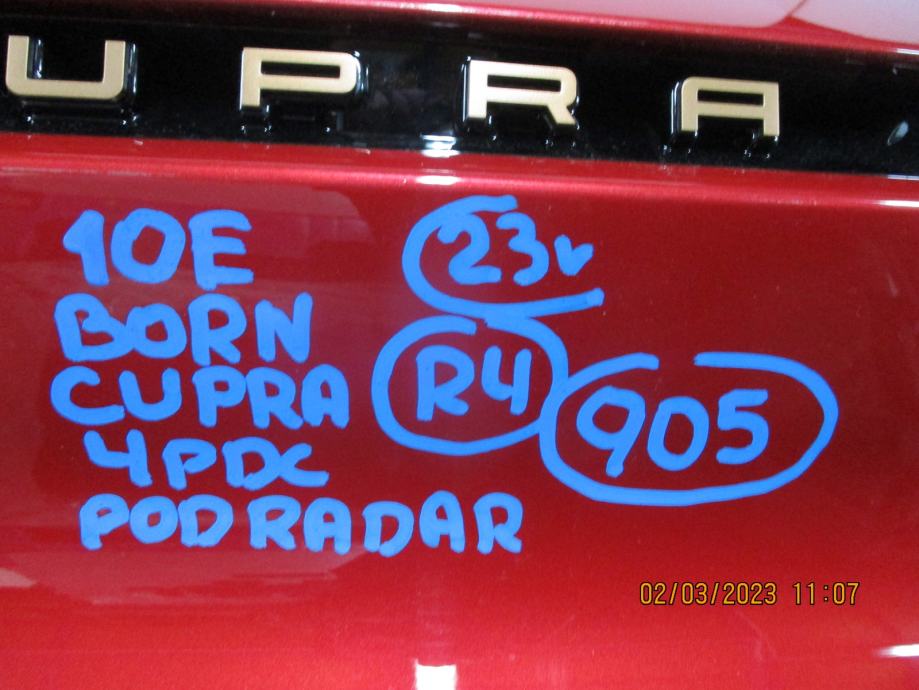 UPRA
10E
BORN
CUPRA
4PDC
PODRADAR
23v
R4
905
02/03/2023 11:07